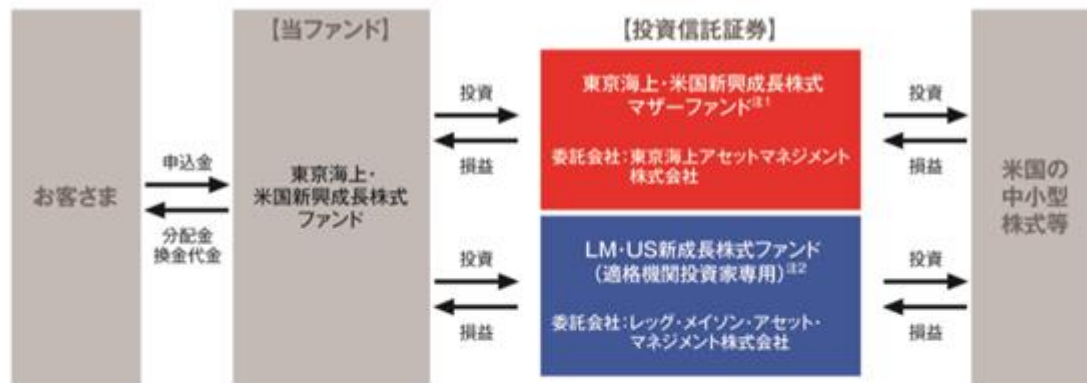 【当ファンド】
【投資信託証券】
お客さま
申込金
分配金
換金代金
東京海上・
米国新興成長株式
ファンド
投資
損益
東京海上・米国新興成長株式
マザーファンド注1
委託会社：東京海上アセットマネジメント
株式会社
投資
損益
投資
損益
LM・US新成長株式ファンド
（適格機関投資家専用）注2
委託会社：レッグ・メイソン・アセット・
マネジメント株式会社
投資
損益
米国の
中小型
株式等